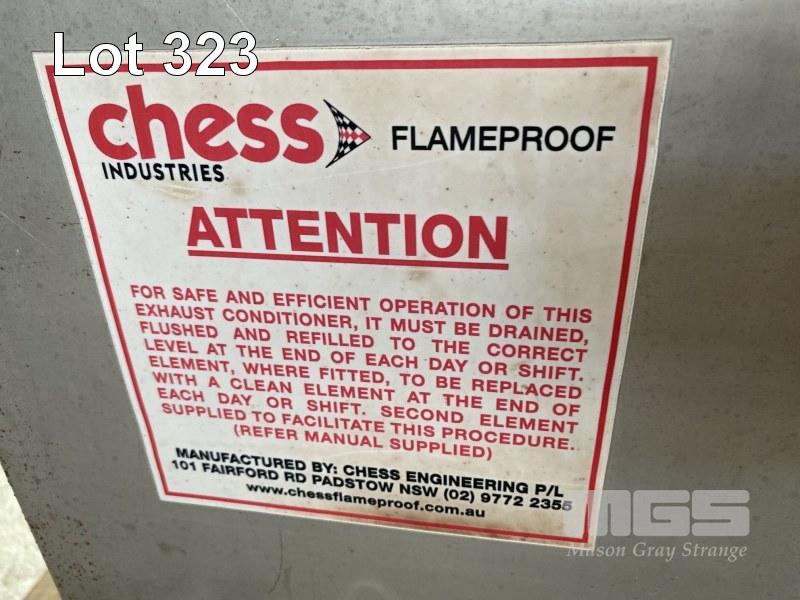 Lot 323
chess
INDUSTRIES
FLAMEPROOF
ATTENTION
FOR SAFE AND EFFICIENT OPERATION OF THIS
EXHAUST CONDITIONER, IT MUST BE DRAINED,
FLUSHED AND REFILLED TO THE CORRECT
LEVEL AT THE END OF EACH DAY OR SHIFT.
ELEMENT, WHERE FITTED, TO BE REPLACED
WITH A CLEAN ELEMENT AT THE END OF
EACH DAY OR SHIFT. SECOND ELEMENT
SUPPLIED TO FACILITATE THIS PROCEDURE.
(REFER MANUAL SUPPLIED)
MANUFACTURED BY: CHESS ENGINEERING P/L
101 FAIRFORD RD PADSTOW NSW (02) 9772 2355
www.chessflameproof.com.au
MGS
Mason Gray Strange